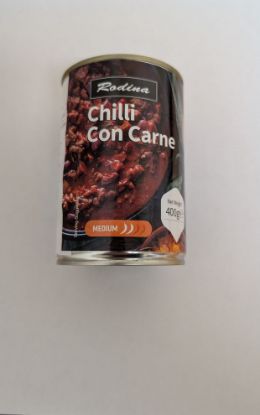 Rodina
Chilli
Con Carne
Net Weight
400g
MEDIUM